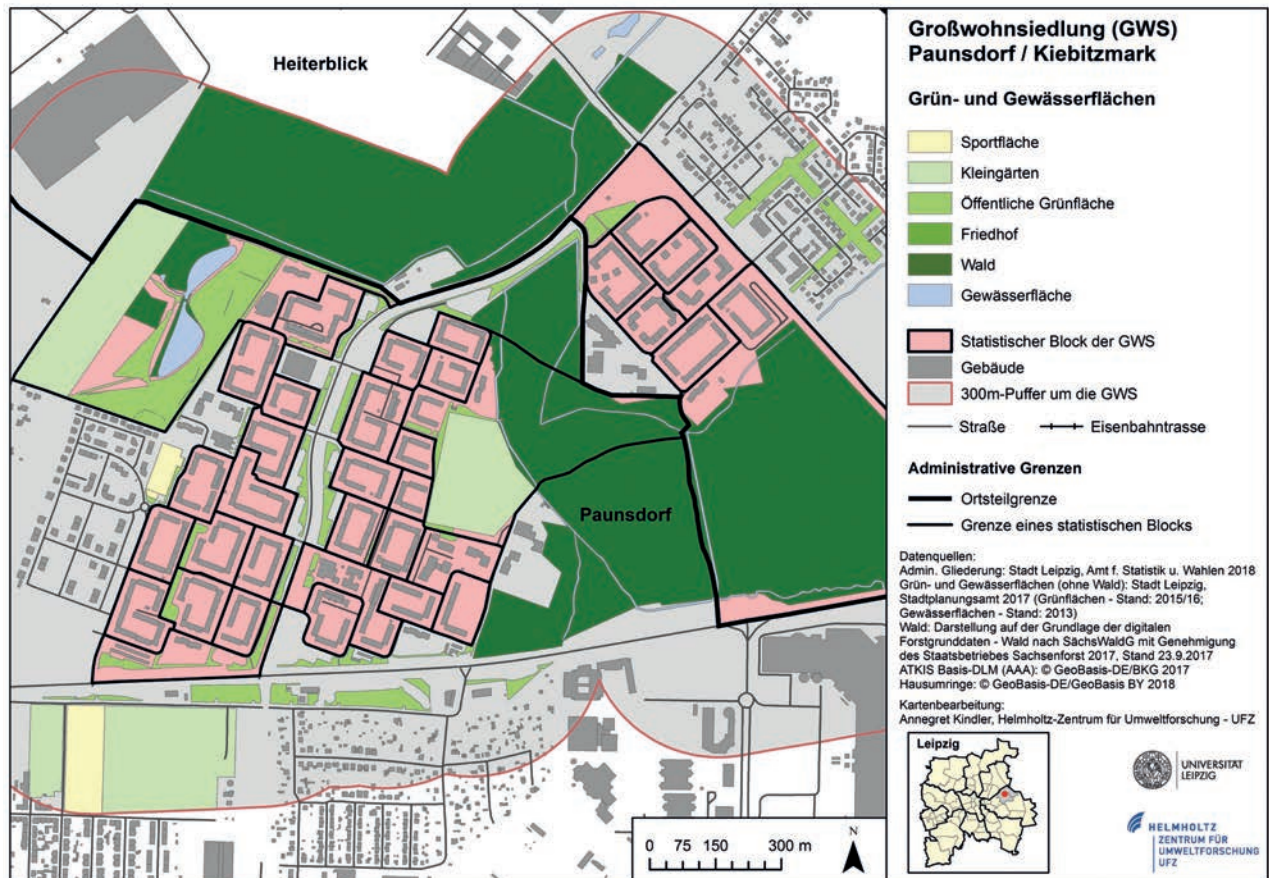 Heiterblick
Paunsdorf
0 75 150 300 m
N
Großwohnsiedlung (GWS)
Paunsdorf / Kiebitzmark
Grün- und Gewässerflächen
Sportfläche
Kleingärten
Öffentliche Grünfläche
Friedhof
Wald
Gewässerfläche
Statistischer Block der GWS
Gebäude
300m-Puffer um die GWS
Straße Eisenbahntrasse
Administrative Grenzen
Ortsteilgrenze
Grenze eines statistischen Blocks
Datenquellen:
Admin. Gliederung: Stadt Leipzig, Amt f. Statistik u. Wahlen 2018
Grün- und Gewässerflächen (ohne Wald): Stadt Leipzig,
Stadtplanungsamt 2017 (Grünflächen - Stand: 2015/16;
Gewässerflächen - Stand: 2013)
Wald: Darstellung auf der Grundlage der digitalen
Forstgrunddaten - Wald nach SächsWaldG mit Genehmigung
des Staatsbetriebes Sachsenforst 2017, Stand 23.9.2017
ATKIS Basis-DLM (AAA): © GeoBasis-DE/BKG 2017
Hausumringe: © GeoBasis-DE/GeoBasis BY 2018
Kartenbearbeitung:
Annegret Kindler, Helmholtz-Zentrum für Umweltforschung - UFZ
Leipzig
UNIVERSITÄT
LEIPZIG
HELMHOLTZ
ZENTRUM FÜR
UMWELTFORSCHUNG
UFZ